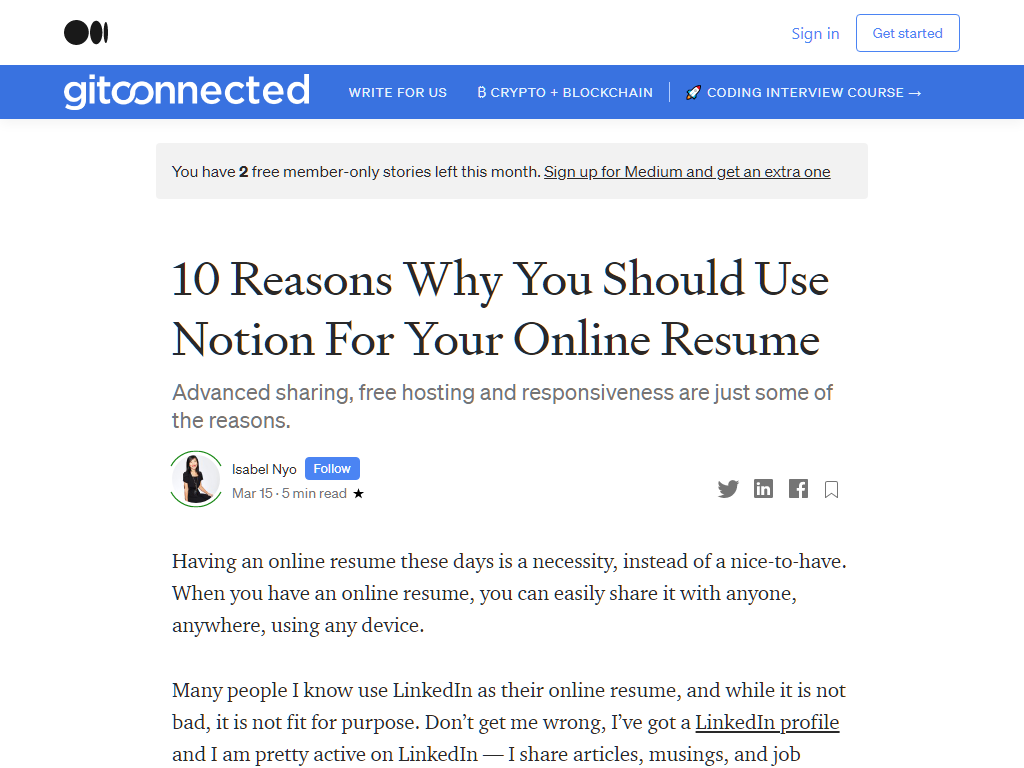 Sign in
Get started
gitconnected
WRITE FOR US
₿ CRYPTO + BLOCKCHAIN
🚀 CODING INTERVIEW COURSE →
You have 2 free member-only stories left this month. Sign up for Medium and get an extra one
10 Reasons Why You Should Use
Notion For Your Online Resume
Advanced sharing, free hosting and responsiveness are just some of
the reasons.
Isabel Nyo
Follow
Mar 15 · 5 min read ★
Having an online resume these days is a necessity, instead of a nice-to-have.
When you have an online resume, you can easily share it with anyone,
anywhere, using any device.
Many people I know use LinkedIn as their online resume, and while it is not
bad, it is not fit for purpose. Don’t get me wrong, I’ve got a LinkedIn profile
and I am pretty active on LinkedIn — I share articles, musings, and job